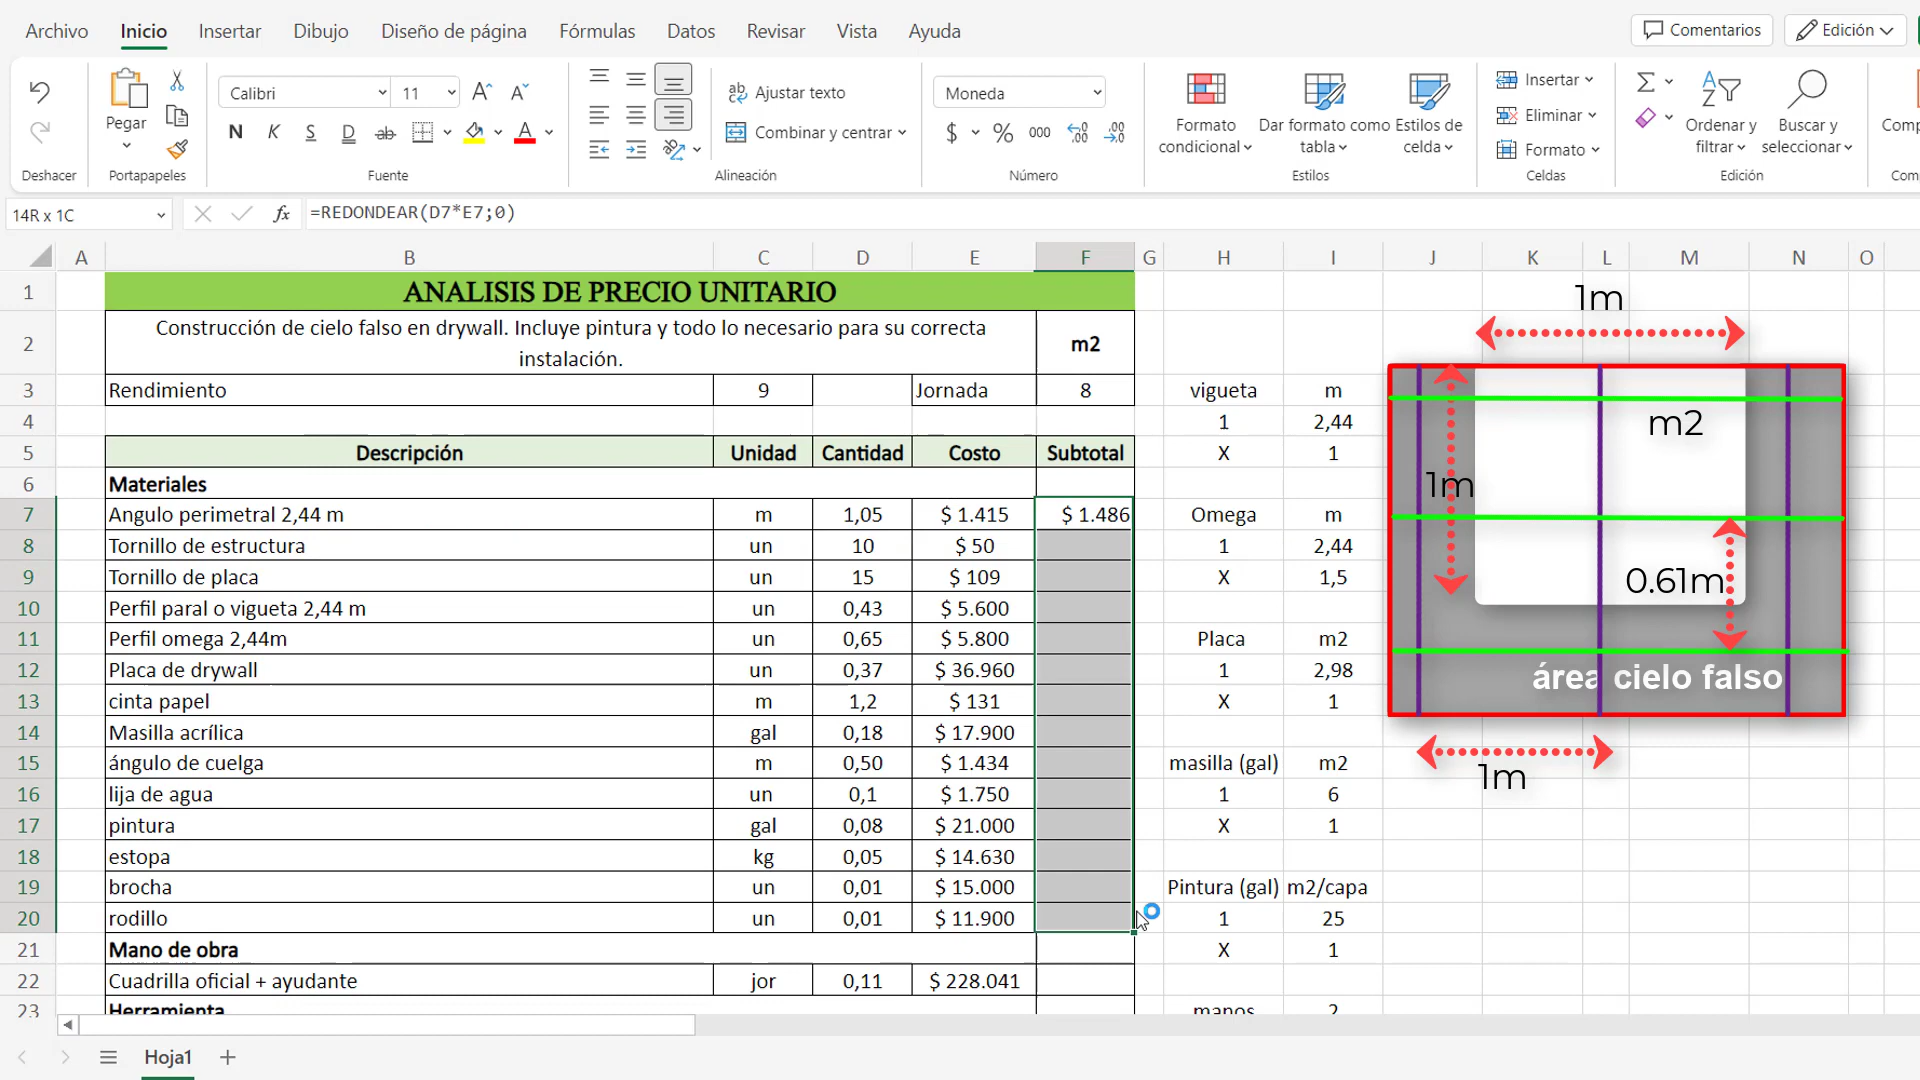 Archivo Inicio Insertar Dibujo Diseño de página Fórmulas Datos Revisar Vista Ayuda Comentarios Edición
Calibri 11 Ajustar texto Moneda Insertar
Pegar Formato condicional Dar formato como tabla Estilos de celda Eliminar Ordenar y filtrar Buscar y seleccionar
N K S D ab Combinar y centrar $ % 000 Formato
Deshacer Portapapeles Fuente Alineación Número Estilos Celdas Edición
14R x 1C fx =REDONDEAR(D7*E7;0)
A B C D E F G H I J K L M N O
1 ANALISIS DE PRECIO UNITARIO
1m
2 Construcción de cielo falso en drywall. Incluye pintura y todo lo necesario para su correcta instalación. m2
3 Rendimiento 9 Jornada 8 vigueta m
4 1 2,44 m2
5 Descripción Unidad Cantidad Costo Subtotal X 1
6 Materiales 1m
7 Angulo perimetral 2,44 m m 1,05 $ 1.415 $ 1.486 Omega m
8 Tornillo de estructura un 10 $ 50 1 2,44
9 Tornillo de placa un 15 $ 109 X 1,5 0.61m
10 Perfil paral o vigueta 2,44 m un 0,43 $ 5.600
11 Perfil omega 2,44m un 0,65 $ 5.800 Placa m2
12 Placa de drywall un 0,37 $ 36.960 1 2,98 área cielo falso
13 cinta papel m 1,2 $ 131 X 1
14 Masilla acrílica gal 0,18 $ 17.900
15 ángulo de cuelga m 0,50 $ 1.434 masilla (gal) m2 1m
16 lija de agua un 0,1 $ 1.750 1 6
17 pintura gal 0,08 $ 21.000 X 1
18 estopa kg 0,05 $ 14.630
19 brocha un 0,01 $ 15.000 Pintura (gal) m2/capa
20 rodillo un 0,01 $ 11.900 1 25
21 Mano de obra X 1
22 Cuadrilla oficial + ayudante jor 0,11 $ 228.041
23 Herramienta manos 2
Hoja1